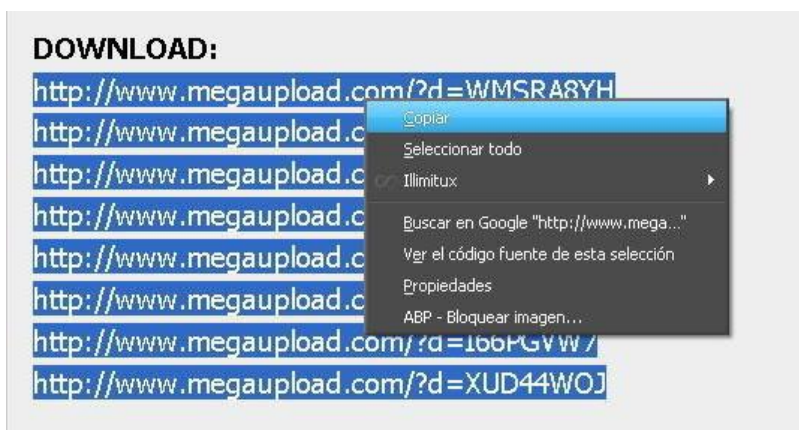 DOWNLOAD:
http://www.megaupload.com/?d=WMSRA8YH
http://www.megaupload.c
http://www.megaupload.c
http://www.megaupload.c
http://www.megaupload.c
http://www.megaupload.c
http://www.megaupload.com/?d=I66PGVW7
http://www.megaupload.com/?d=XUD44WOJ
Copiar
Seleccionar todo
Illimitux
Buscar en Google "http://www.mega..."
Ver el código fuente de esta selección
Propiedades
ABP - Bloquear imagen...